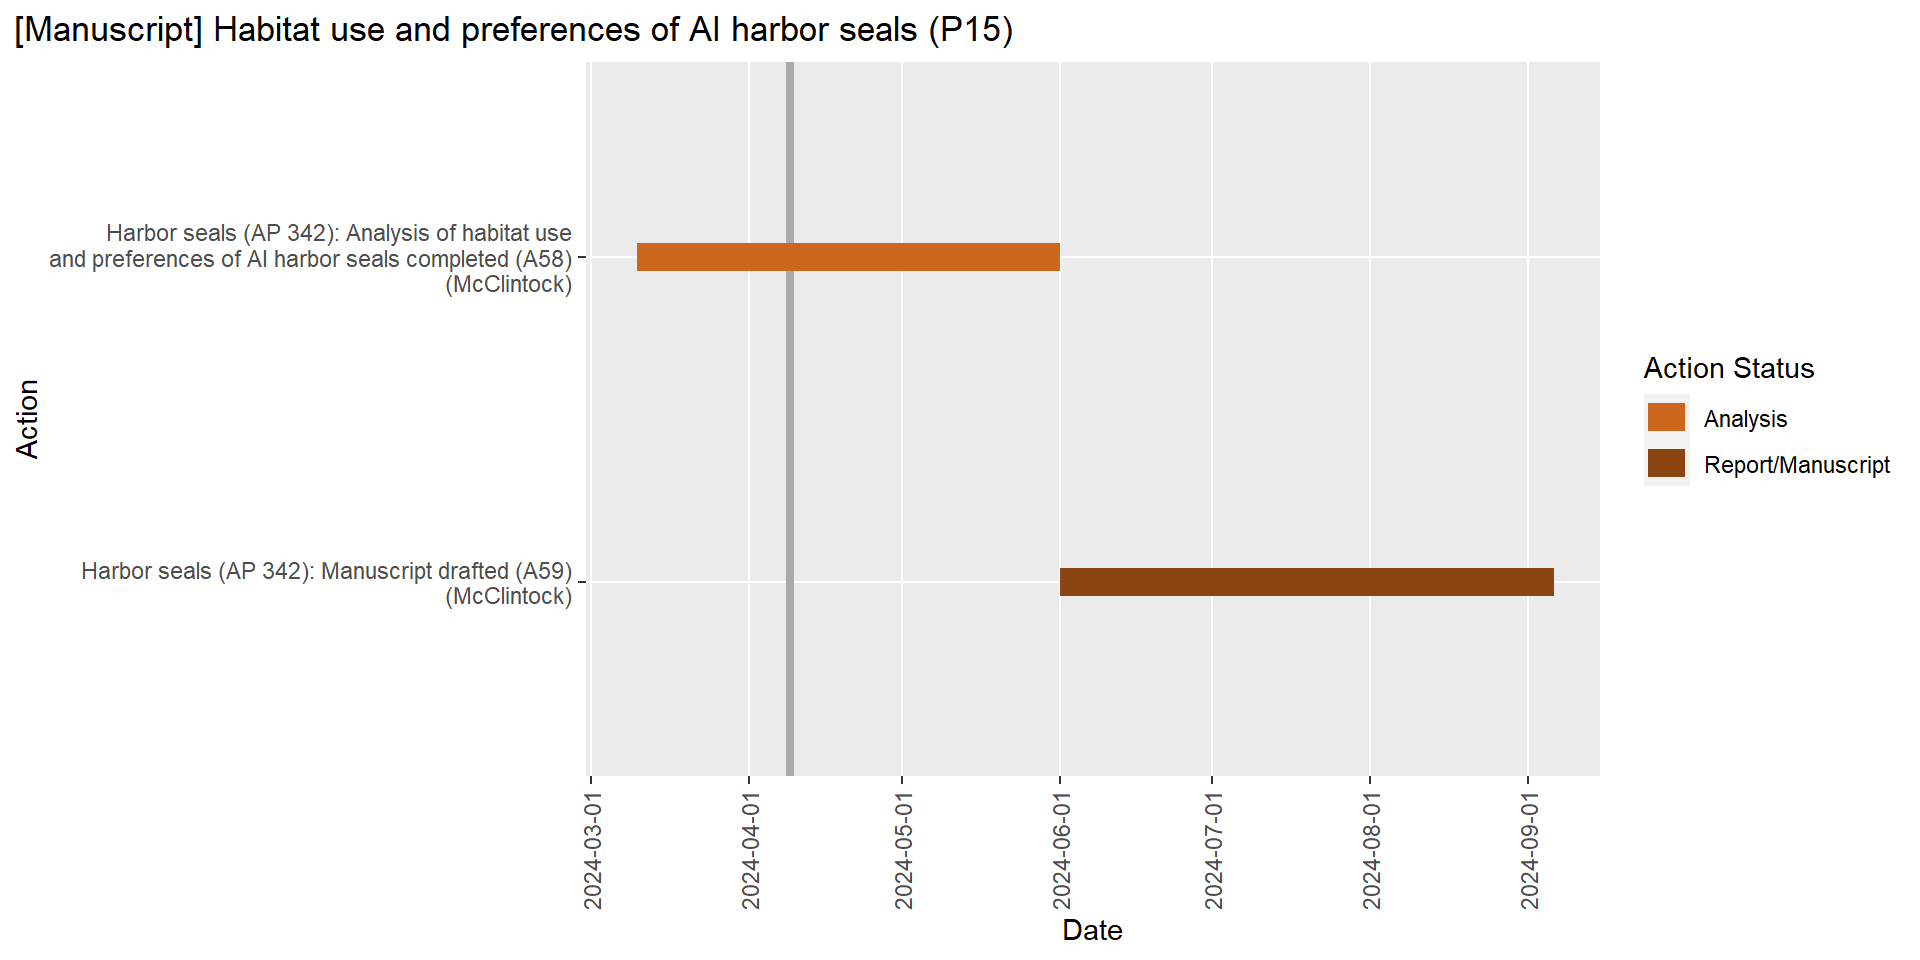 [Manuscript] Habitat use and preferences of AI harbor seals (P15)
Harbor seals (AP 342): Analysis of habitat use
and preferences of AI harbor seals completed (A58)
(McClintock)
Action
Harbor seals (AP 342): Manuscript drafted (A59)
(McClintock)
2024-03-01
2024-04-01
2024-05-01
2024-06-01
2024-07-01
2024-08-01
2024-09-01
Date
Action Status
Analysis
Report/Manuscript